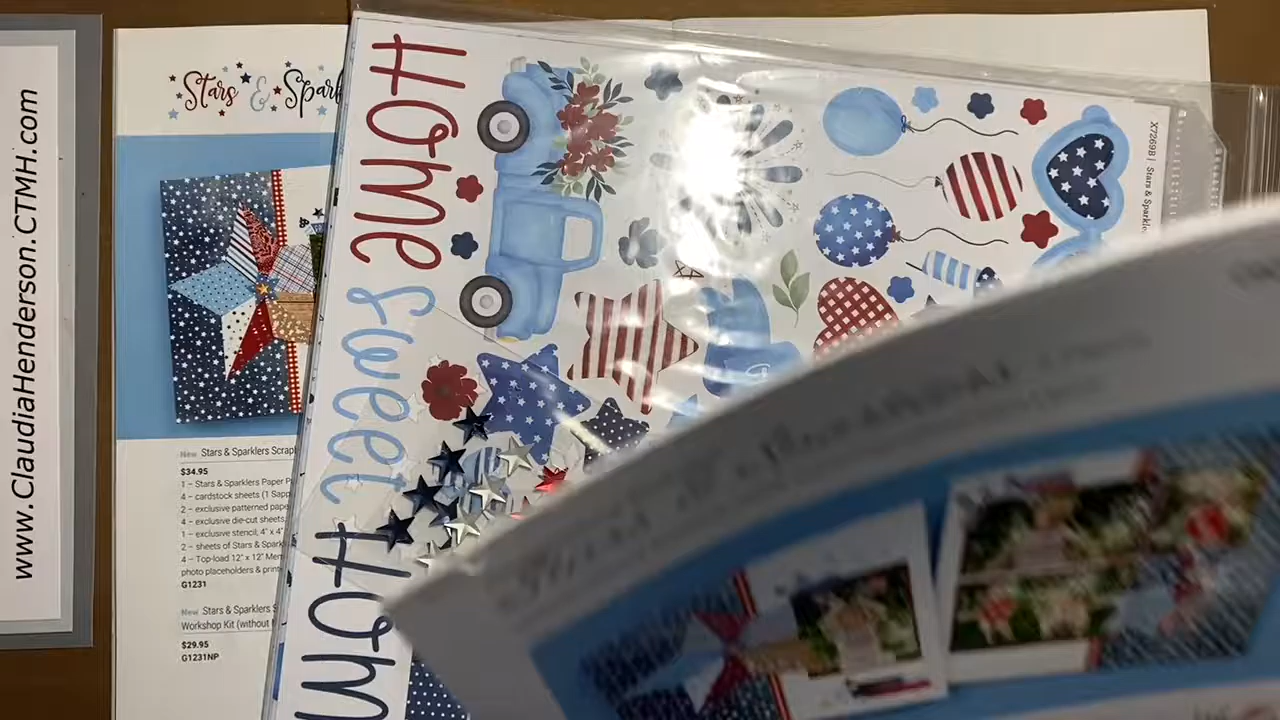 www.ClaudiaHenderson.CTMH.com
Stars & Spark
New Stars & Sparklers Scrap
$34.95
1 – Stars & Sparklers Paper P
4 – cardstock sheets (1 Sapp
2 – exclusive patterned pape
4 – exclusive die-cut sheets
1 – exclusive stencil, 4" x 4"
2 – sheets of Stars & Spark
4 – Top-load 12" x 12" Mem
photo placeholders & print
G1231
New Stars & Sparklers S
Workshop Kit (without
$29.95
G1231NP
Home
Sweet
Hom
X7269B | Stars & Sparkle